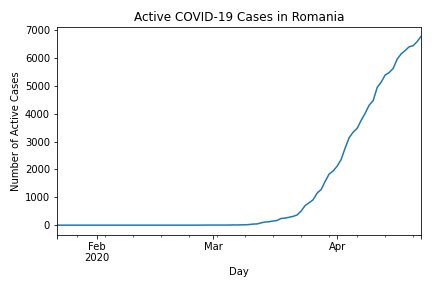 Active COVID-19 Cases in Romania
7000
6000
5000
4000
3000
2000
1000
0
Number of Active Cases
Feb
2020
Mar
Apr
Day